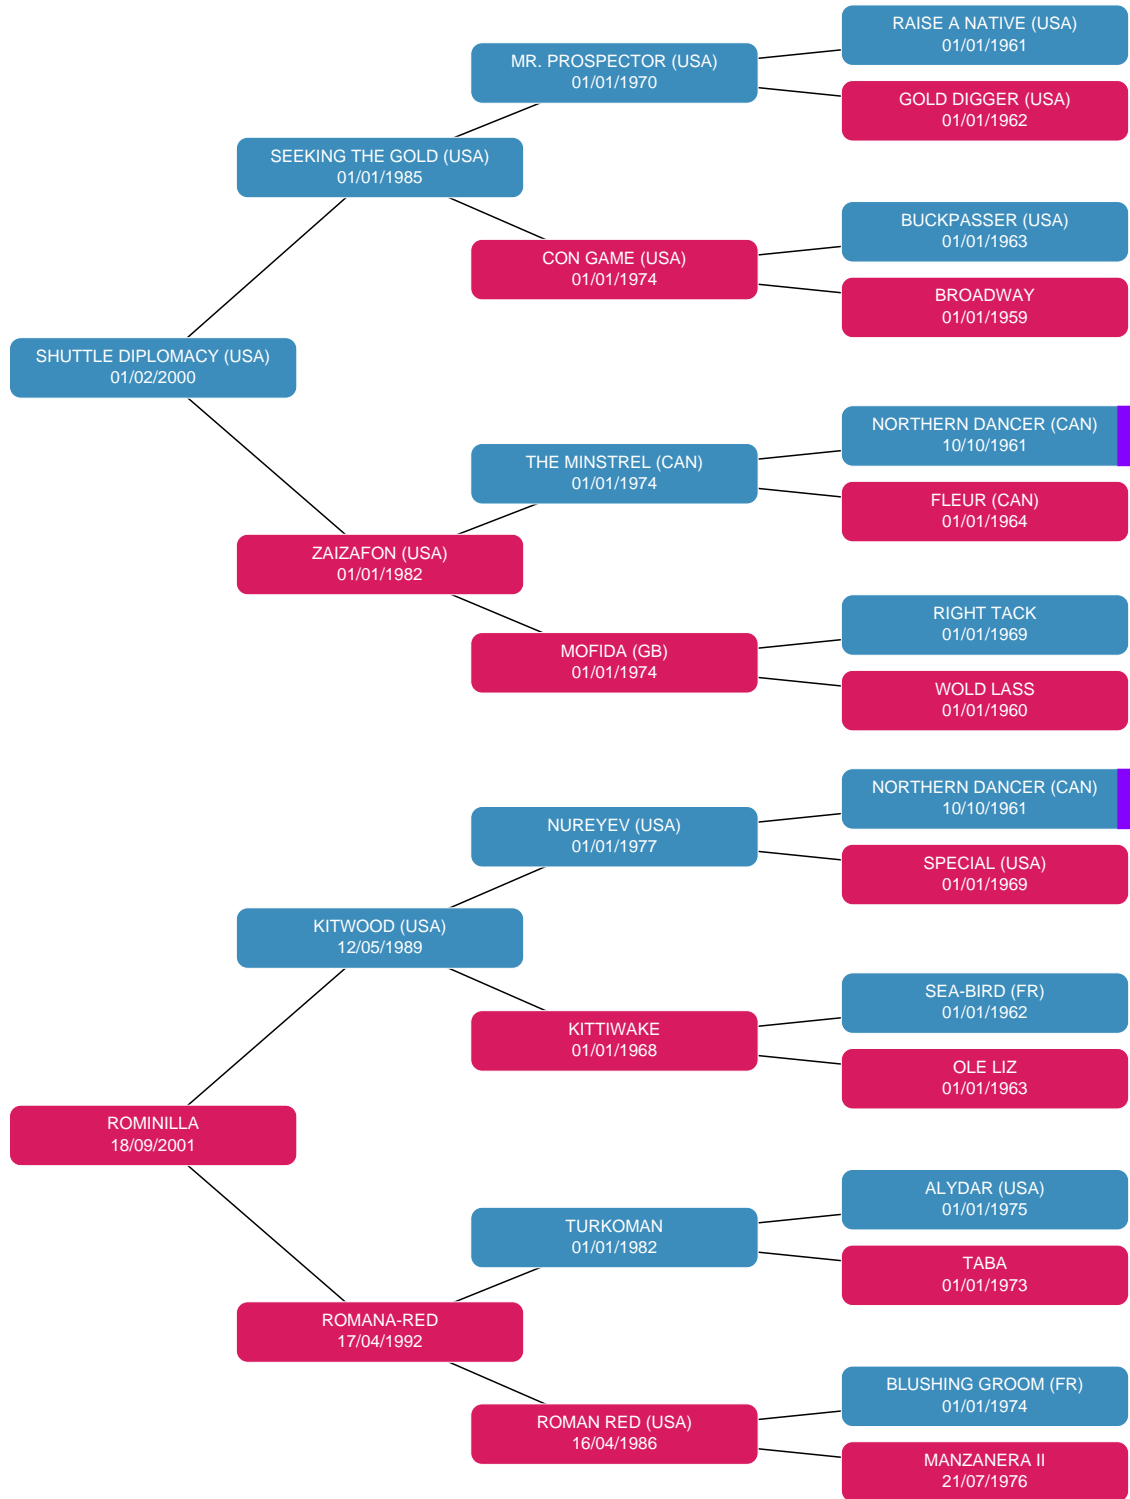 RAISE A NATIVE (USA)
01/01/1961
MR. PROSPECTOR (USA)
01/01/1970
GOLD DIGGER (USA)
01/01/1962
SEEKING THE GOLD (USA)
01/01/1985
BUCKPASSER (USA)
01/01/1963
CON GAME (USA)
01/01/1974
BROADWAY
01/01/1959
SHUTTLE DIPLOMACY (USA)
01/02/2000
NORTHERN DANCER (CAN)
10/10/1961
THE MINSTREL (CAN)
01/01/1974
FLEUR (CAN)
01/01/1964
ZAIZAFON (USA)
01/01/1982
RIGHT TACK
01/01/1969
MOFIDA (GB)
01/01/1974
WOLD LASS
01/01/1960
NORTHERN DANCER (CAN)
10/10/1961
NUREYEV (USA)
01/01/1977
SPECIAL (USA)
01/01/1969
KITWOOD (USA)
12/05/1989
SEA-BIRD (FR)
01/01/1962
KITTIWAKE
01/01/1968
OLE LIZ
01/01/1963
ROMINILLA
18/09/2001
ALYDAR (USA)
01/01/1975
TURKOMAN
01/01/1982
TABA
01/01/1973
ROMANA-RED
17/04/1992
BLUSHING GROOM (FR)
01/01/1974
ROMAN RED (USA)
16/04/1986
MANZANERA II
21/07/1976